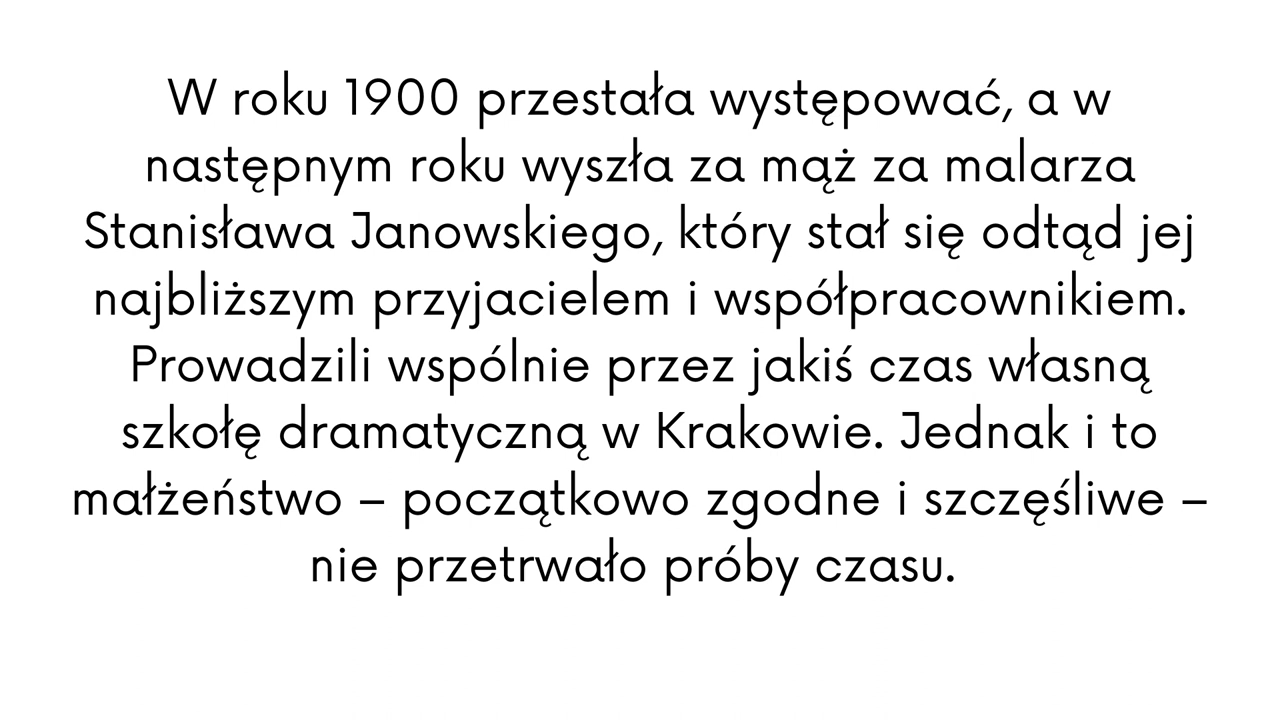 W roku 1900 przestała występować, a w
następnym roku wyszła za mąż za malarza
Stanisława Janowskiego, który stał się odtąd jej
najbliższym przyjacielem i współpracownikiem.
Prowadzili wspólnie przez jakiś czas własną
szkołę dramatyczną w Krakowie. Jednak i to
małżeństwo – początkowo zgodne i szczęśliwe –
nie przetrwało próby czasu.